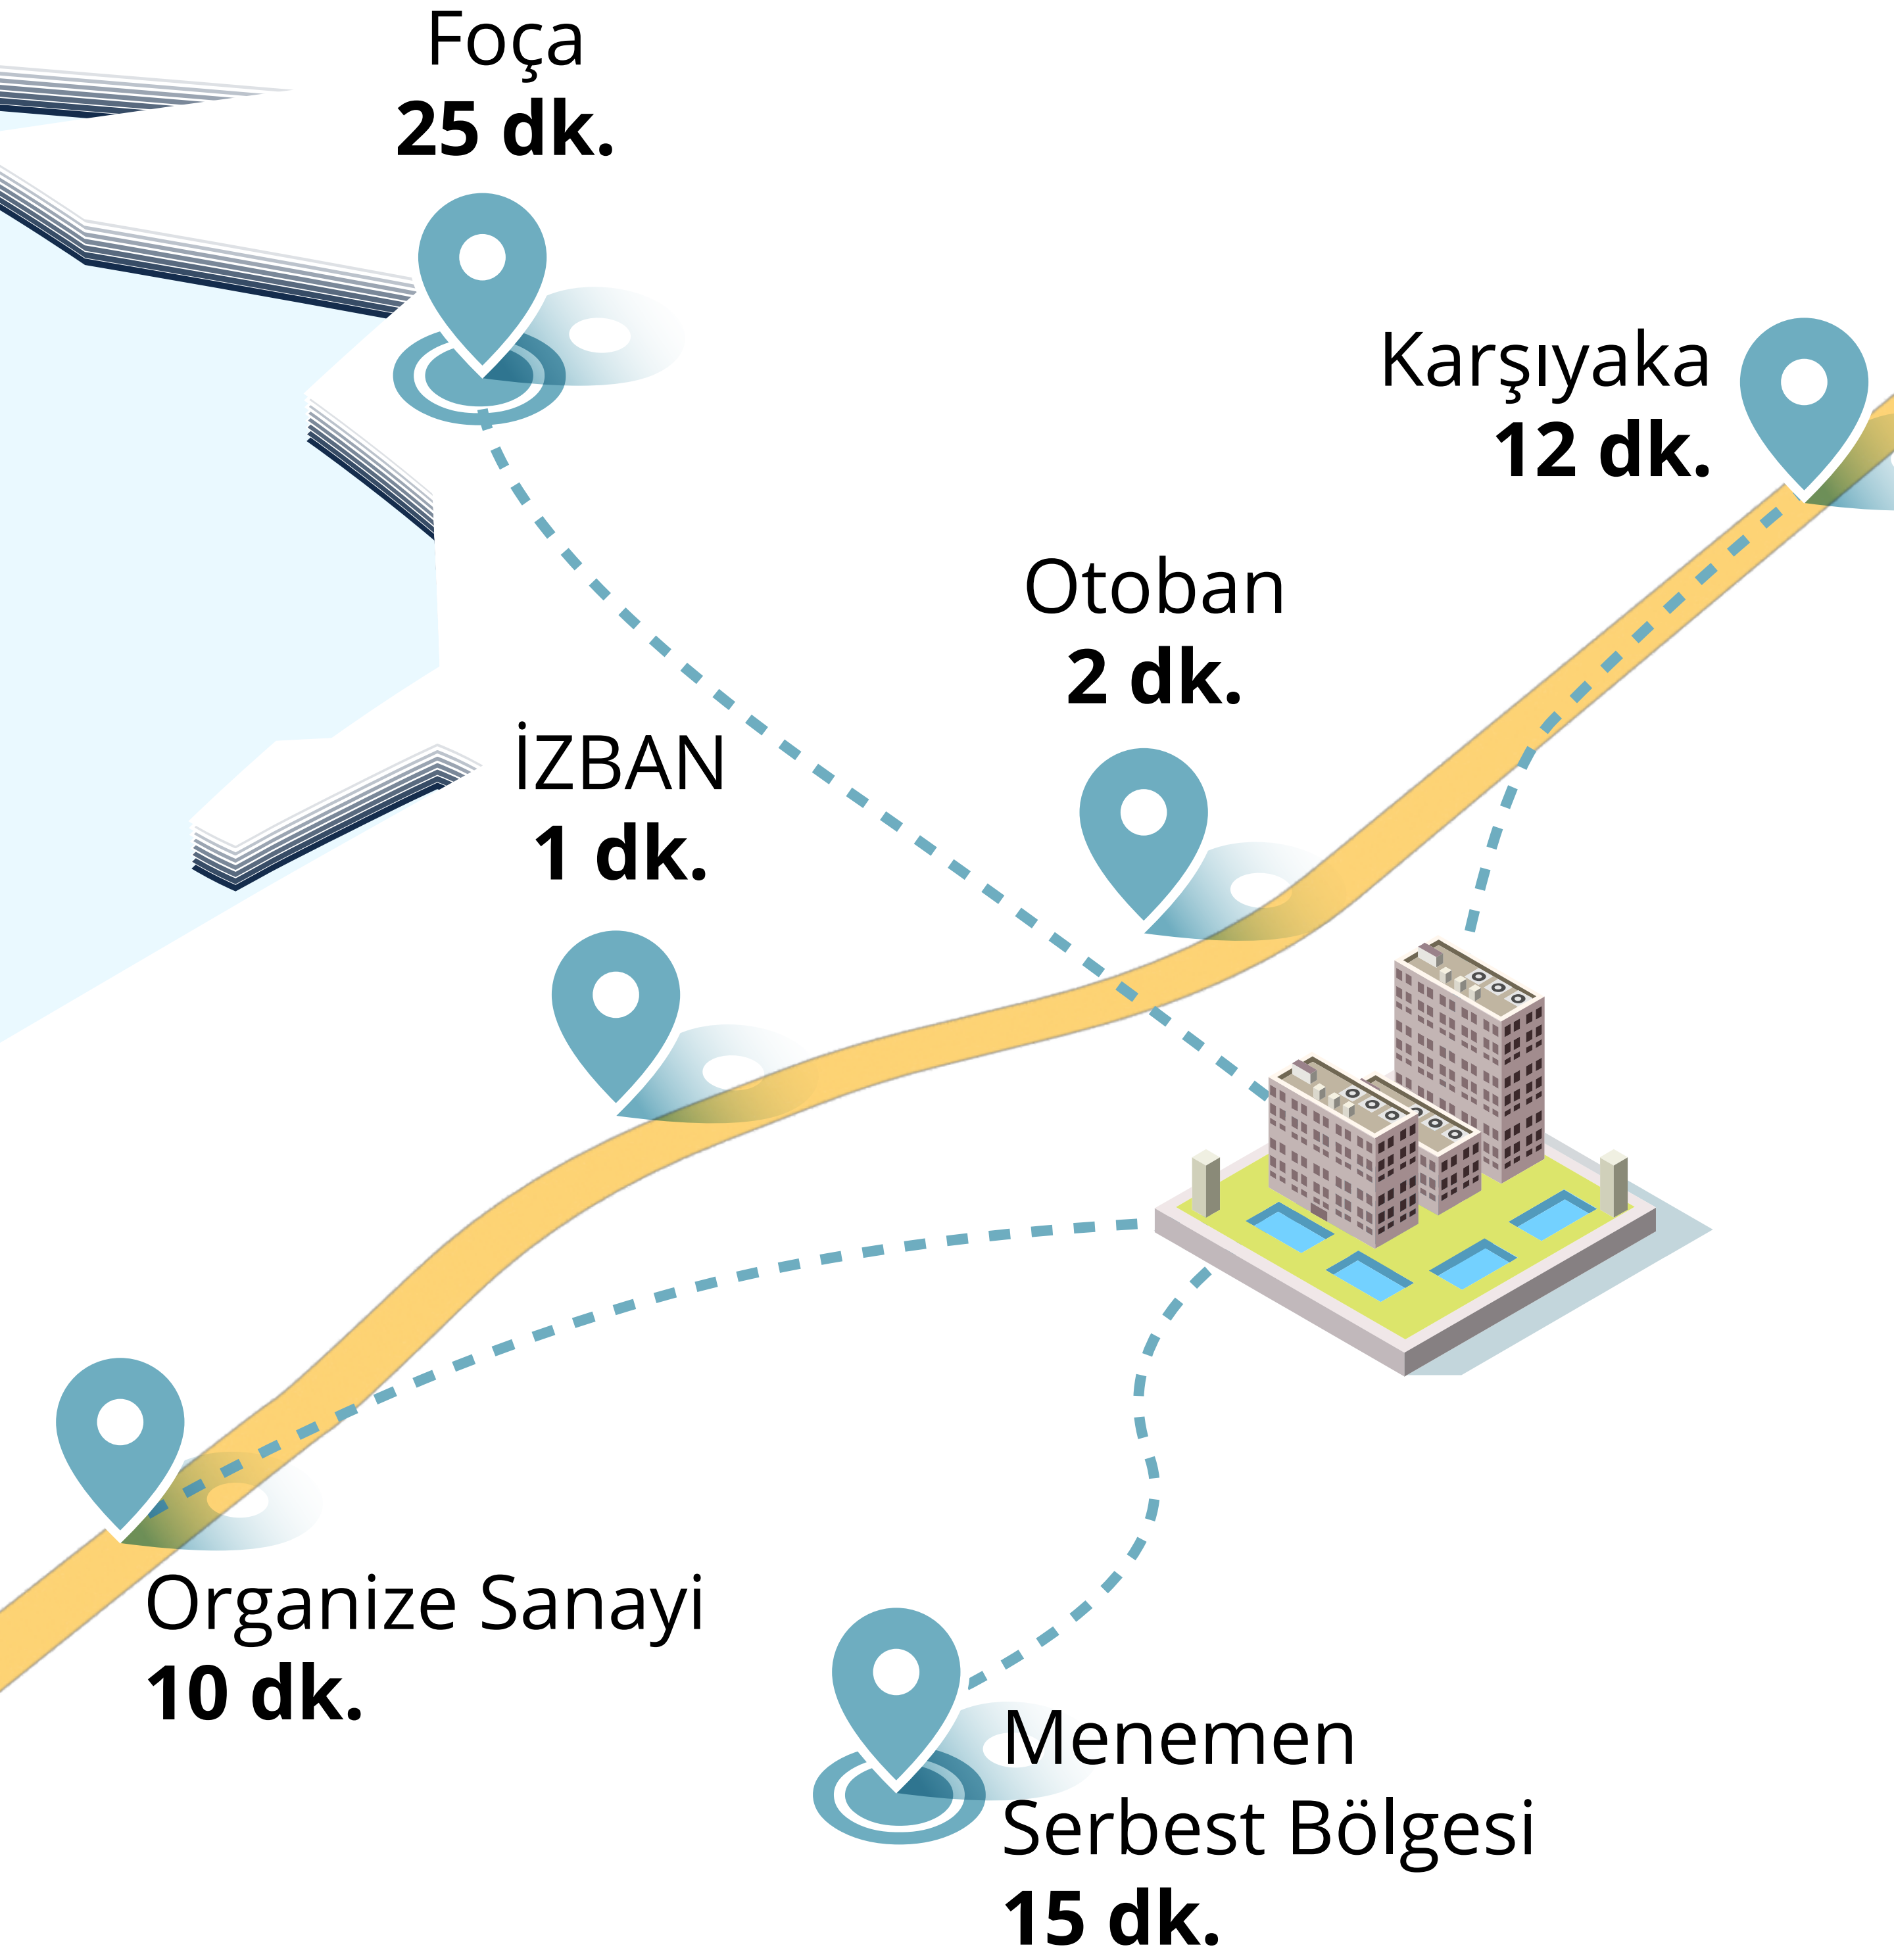 Foça
25 dk.
Karşıyaka
12 dk.
Otoban
2 dk.
İZBAN
1 dk.
Organize Sanayi
10 dk.
Menemen
Serbest Bölgesi
15 dk.